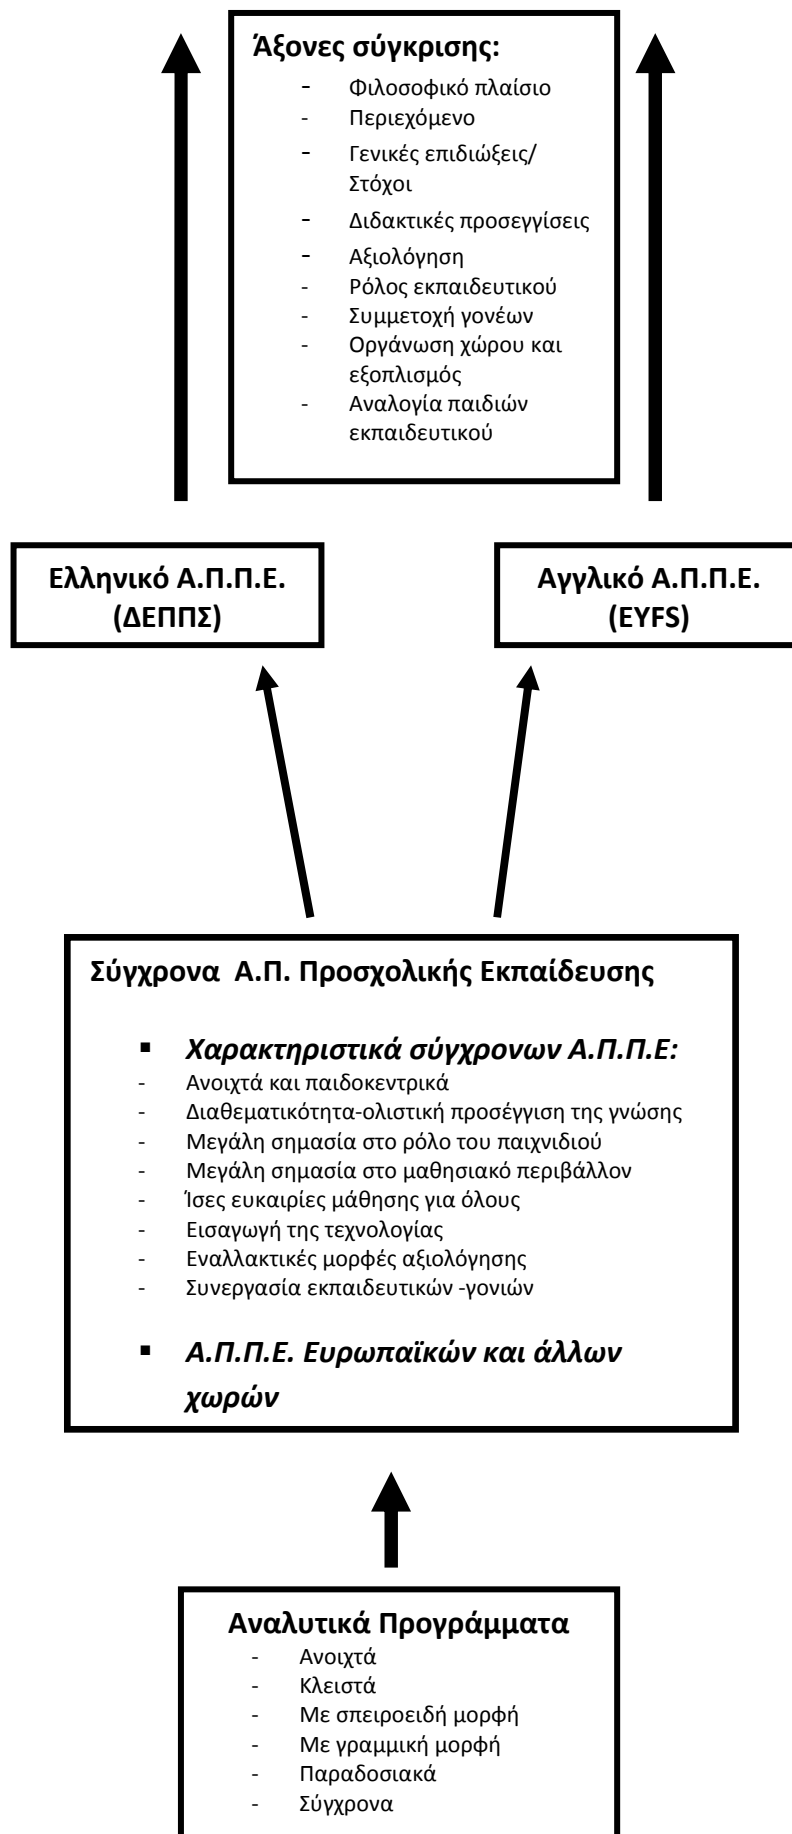 Άξονες σύγκρισης:
- Φιλοσοφικό πλαίσιο
- Περιεχόμενο
- Γενικές επιδιώξεις/
Στόχοι
- Διδακτικές προσεγγίσεις
- Αξιολόγηση
- Ρόλος εκπαιδευτικού
- Συμμετοχή γονέων
- Οργάνωση χώρου και
εξοπλισμός
- Αναλογία παιδιών
εκπαιδευτικού
Ελληνικό Α.Π.Π.Ε.
(ΔΕΠΠΣ)
Αγγλικό Α.Π.Π.Ε.
(EYFS)
Σύγχρονα Α.Π. Προσχολικής Εκπαίδευσης
▪ Χαρακτηριστικά σύγχρονων Α.Π.Π.Ε:
- Ανοιχτά και παιδοκεντρικά
- Διαθεματικότητα-ολιστική προσέγγιση της γνώσης
- Μεγάλη σημασία στο ρόλο του παιχνιδιού
- Μεγάλη σημασία στο μαθησιακό περιβάλλον
- Ίσες ευκαιρίες μάθησης για όλους
- Εισαγωγή της τεχνολογίας
- Εναλλακτικές μορφές αξιολόγησης
- Συνεργασία εκπαιδευτικών -γονιών
▪ Α.Π.Π.Ε. Ευρωπαϊκών και άλλων
χωρών
Αναλυτικά Προγράμματα
- Ανοιχτά
- Κλειστά
- Με σπειροειδή μορφή
- Με γραμμική μορφή
- Παραδοσιακά
- Σύγχρονα